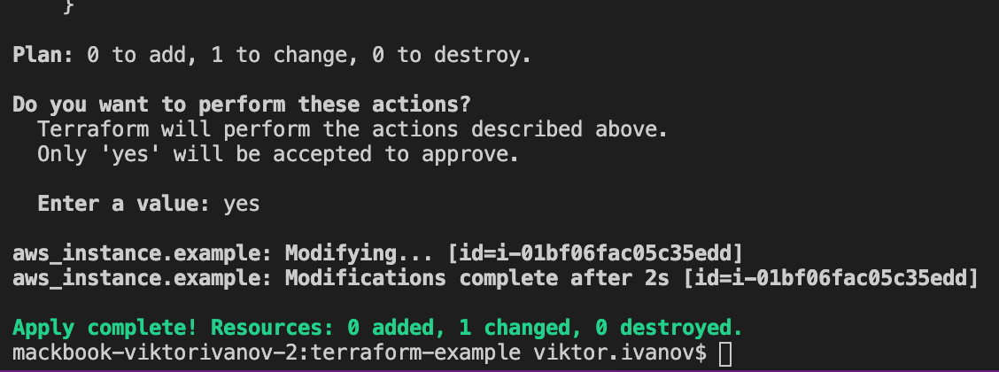 }
Plan: 0 to add, 1 to change, 0 to destroy.
Do you want to perform these actions?
Terraform will perform the actions described above.
Only 'yes' will be accepted to approve.
Enter a value: yes
aws_instance.example: Modifying... [id=i-01bf06fac05c35edd]
aws_instance.example: Modifications complete after 2s [id=i-01bf06fac05c35edd]
Apply complete! Resources: 0 added, 1 changed, 0 destroyed.
mackbook-viktorivanov-2:terraform-example viktor.ivanov$